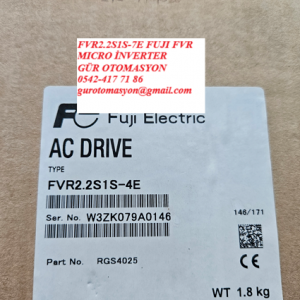 FVR2.2S1S-7E FUJI FVR
MICRO İNVERTER
GÜR OTOMASYON
0542-417 71 86
gurotomasyon@gmail.com
Fuji Electric
AC DRIVE
TYPE
FVR2.2S1S-4E
Ser. No. W3ZK079A0146
146/171
Part No. RGS4025
WT 1.8 kg